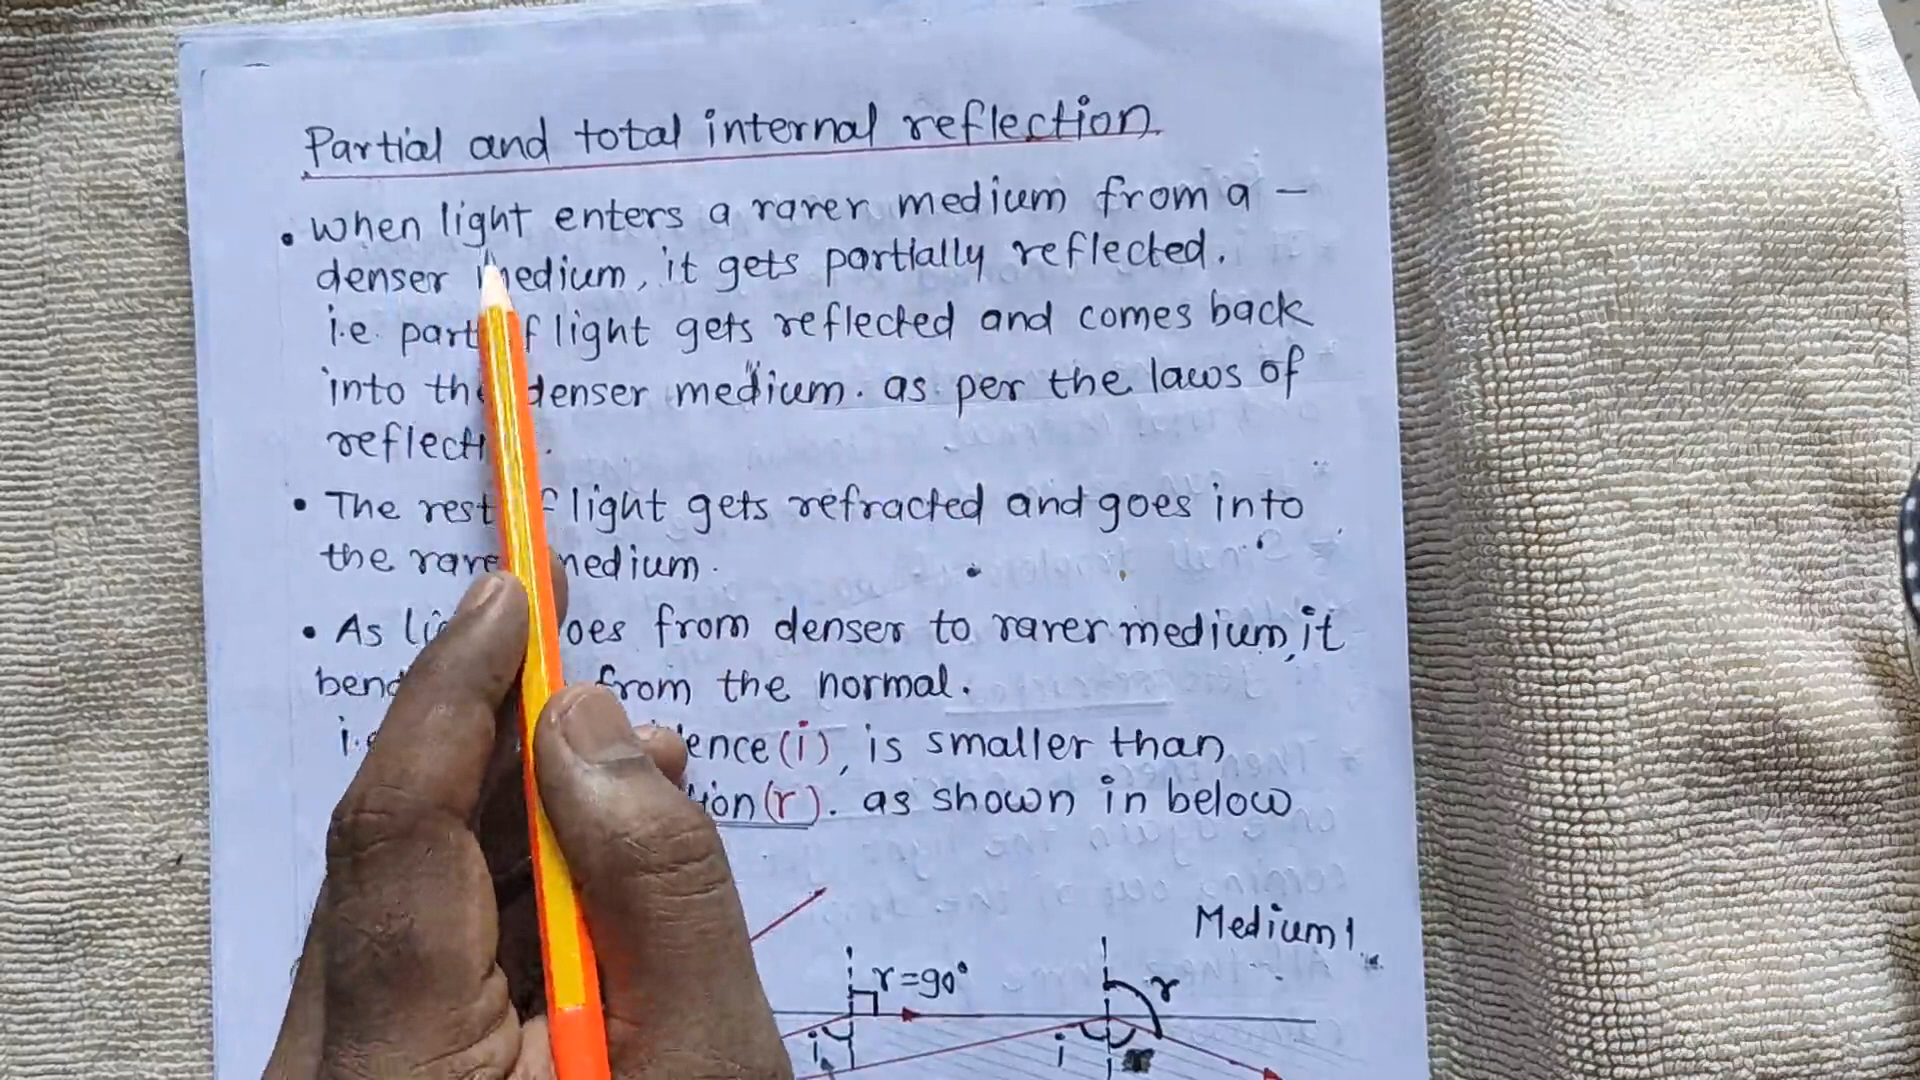 Partial and total internal reflection.
• When light enters a rarer medium from a –
denser medium, it gets partially reflected.
i.e. part f light gets reflected and comes back
into the denser medium. as per the laws of
reflecti .
• The rest f light gets refracted and goes into
the rare medium.
• As li oes from denser to rarer medium, it
bend from the normal.
i.e dence (i), is smaller than
tion (r). as shown in below
Medium 1
r=90° r
i i